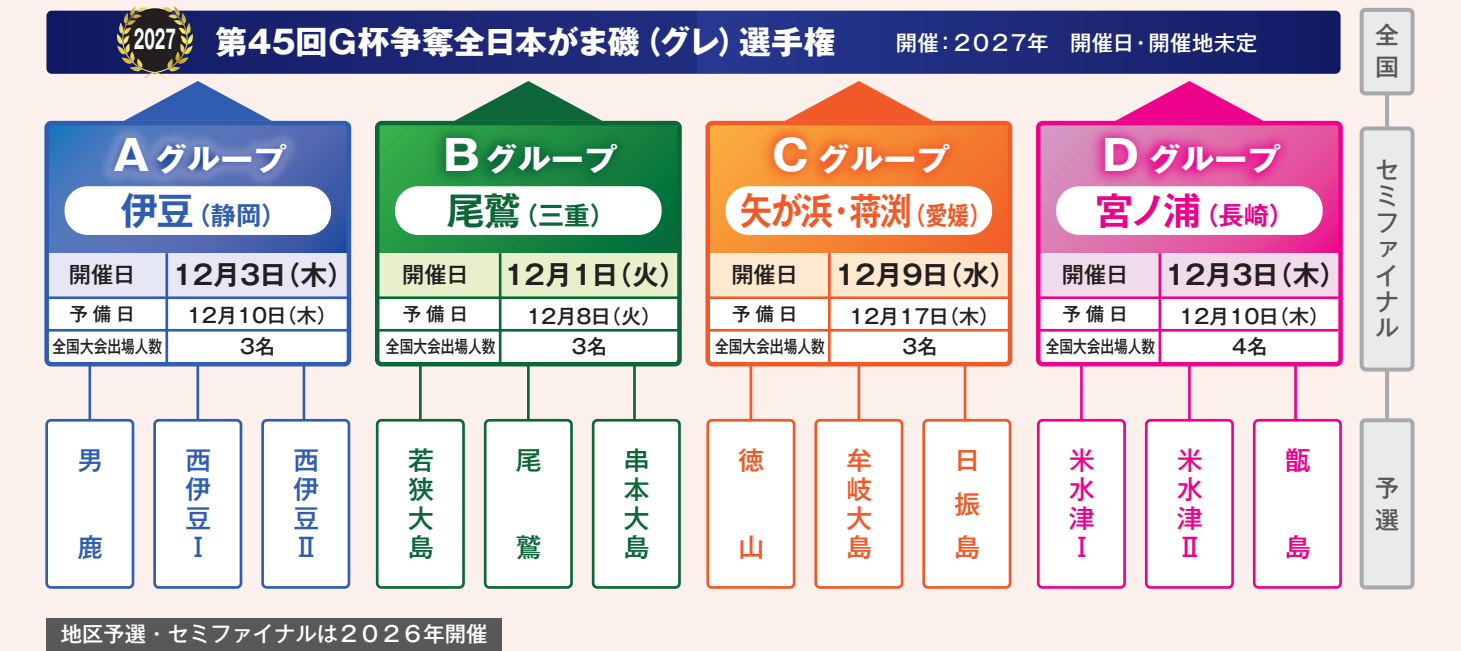 2027 第45回G杯争奪全日本がま磯（グレ）選手権 開催：2027年 開催日・開催地未定
全国
Aグループ
伊豆（静岡）
開催日 12月3日（木）
予備日 12月10日（木）
全国大会出場人数 3名
Bグループ
尾鷲（三重）
開催日 12月1日（火）
予備日 12月8日（火）
全国大会出場人数 3名
Cグループ
矢が浜・蒋渕（愛媛）
開催日 12月9日（水）
予備日 12月17日（木）
全国大会出場人数 3名
Dグループ
宮ノ浦（長崎）
開催日 12月3日（木）
予備日 12月10日（木）
全国大会出場人数 4名
セミファイナル
男鹿
西伊豆Ⅰ
西伊豆Ⅱ
若狭大島
尾鷲
串本大島
徳山
牟岐大島
日振島
米水津Ⅰ
米水津Ⅱ
甑島
予選
地区予選・セミファイナルは2026年開催